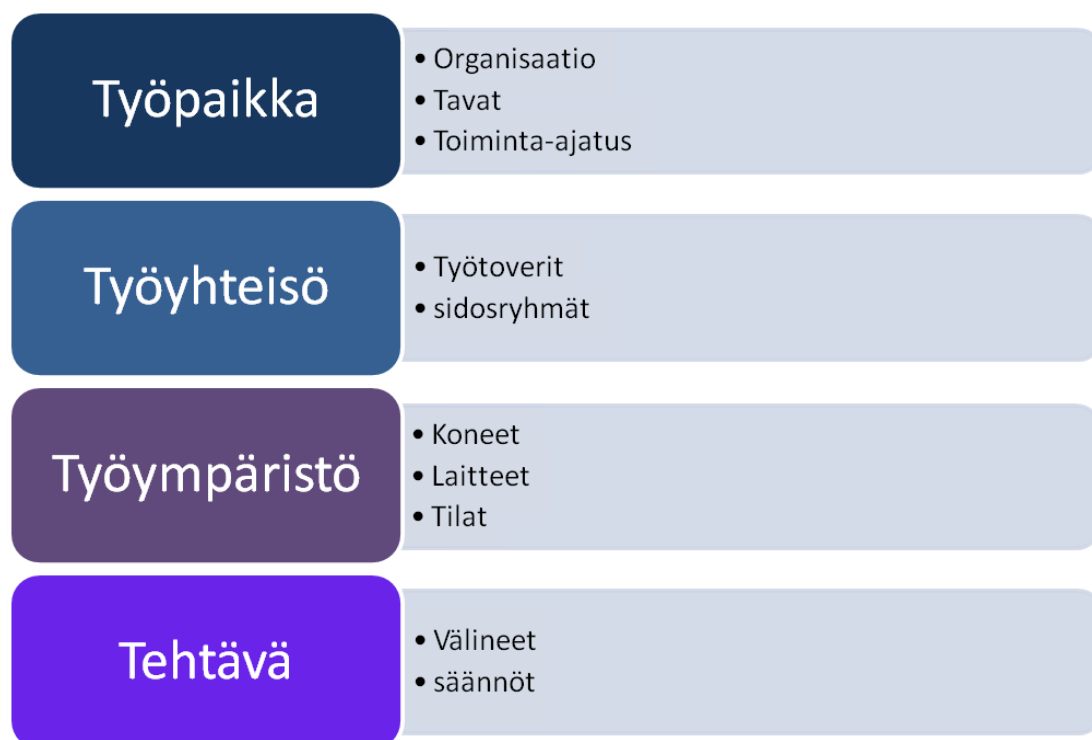 Työpaikka
• Organisaatio
• Tavat
• Toiminta-ajatus
Työyhteisö
• Työtoverit
• sidosryhmät
Työympäristö
• Koneet
• Laitteet
• Tilat
Tehtävä
• Välineet
• säännöt